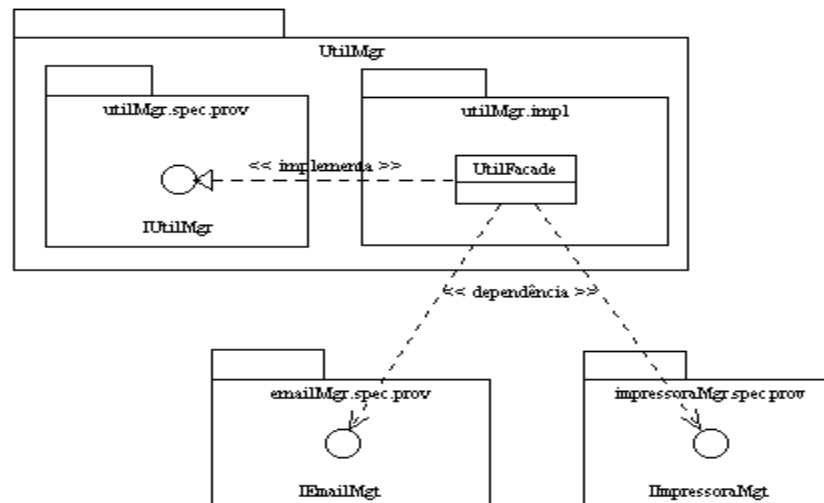 UtilMgr
utilMgr.spec.prov
utilMgr.impl
<< implementa >>
UtilFacade
IUtilMgr
<< dependência >>
emailMgr.spec.prov
impressoraMgr.spec.prov
IEmailMgt
IImpressoraMgt